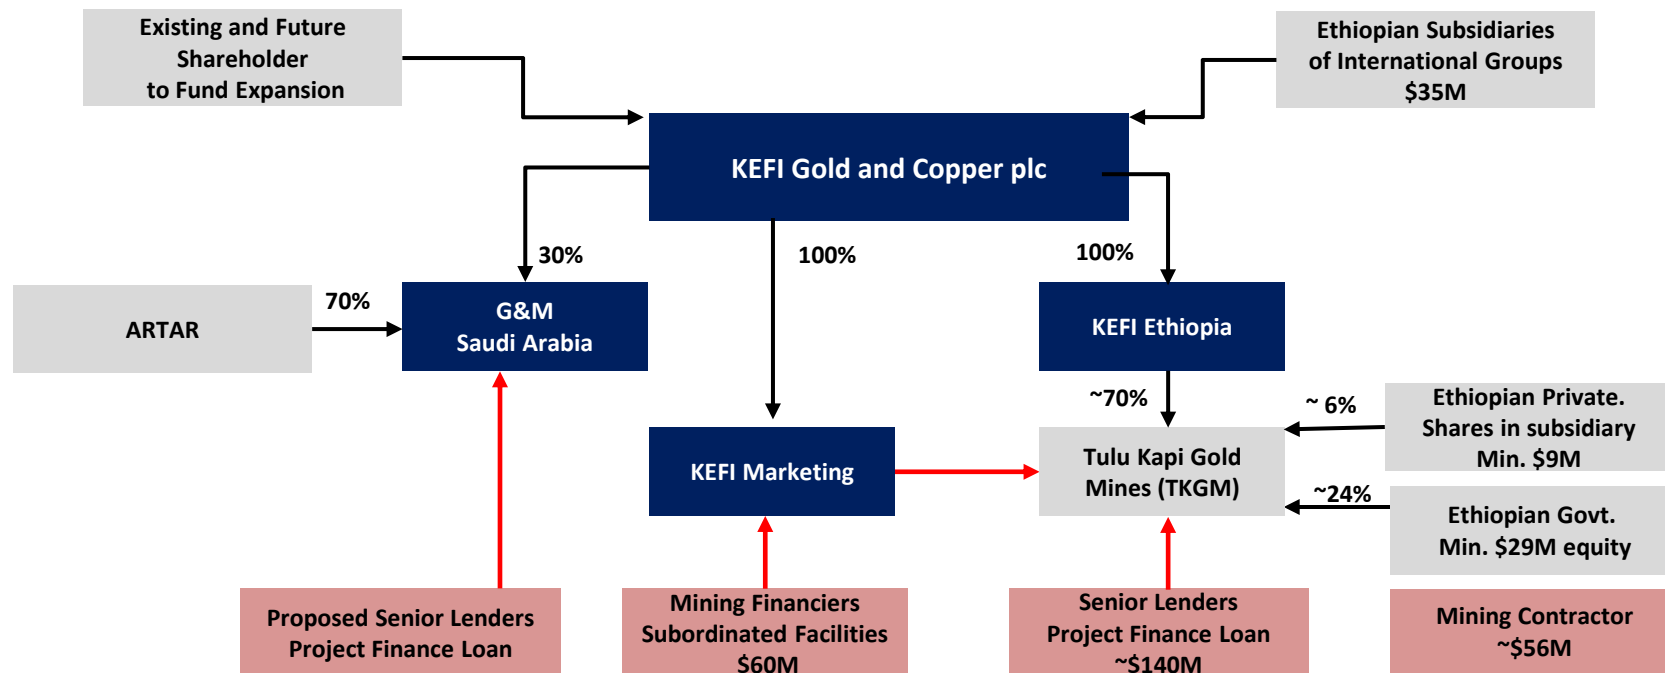 Existing and Future
Shareholder
to Fund Expansion
Ethiopian Subsidiaries
of International Groups
$35M
KEFI Gold and Copper plc
30%
100%
100%
ARTAR
70%
G&M
Saudi Arabia
KEFI Ethiopia
~70%
~ 6%
Ethiopian Private.
Shares in subsidiary
Min. $9M
KEFI Marketing
Tulu Kapi Gold
Mines (TKGM)
~24%
Ethiopian Govt.
Min. $29M equity
Proposed Senior Lenders
Project Finance Loan
Mining Financiers
Subordinated Facilities
$60M
Senior Lenders
Project Finance Loan
~$140M
Mining Contractor
~$56M